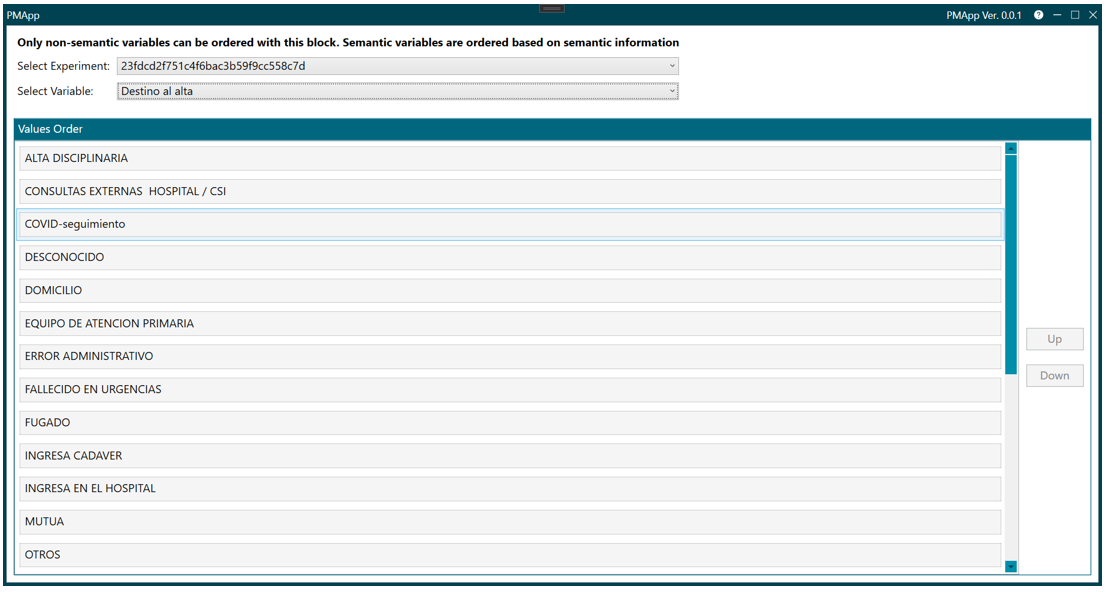 PMApp
PMApp Ver. 0.0.1 ?
Only non-semantic variables can be ordered with this block. Semantic variables are ordered based on semantic information
Select Experiment: 23fdcd2f751c4f6bac3b59f9cc558c7d
Select Variable: Destino al alta
Values Order
ALTA DISCIPLINARIA
CONSULTAS EXTERNAS  HOSPITAL / CSI
COVID-seguimiento
DESCONOCIDO
DOMICILIO
EQUIPO DE ATENCION PRIMARIA
ERROR ADMINISTRATIVO
FALLECIDO EN URGENCIAS
FUGADO
INGRESA CADAVER
INGRESA EN EL HOSPITAL
MUTUA
OTROS
Up
Down